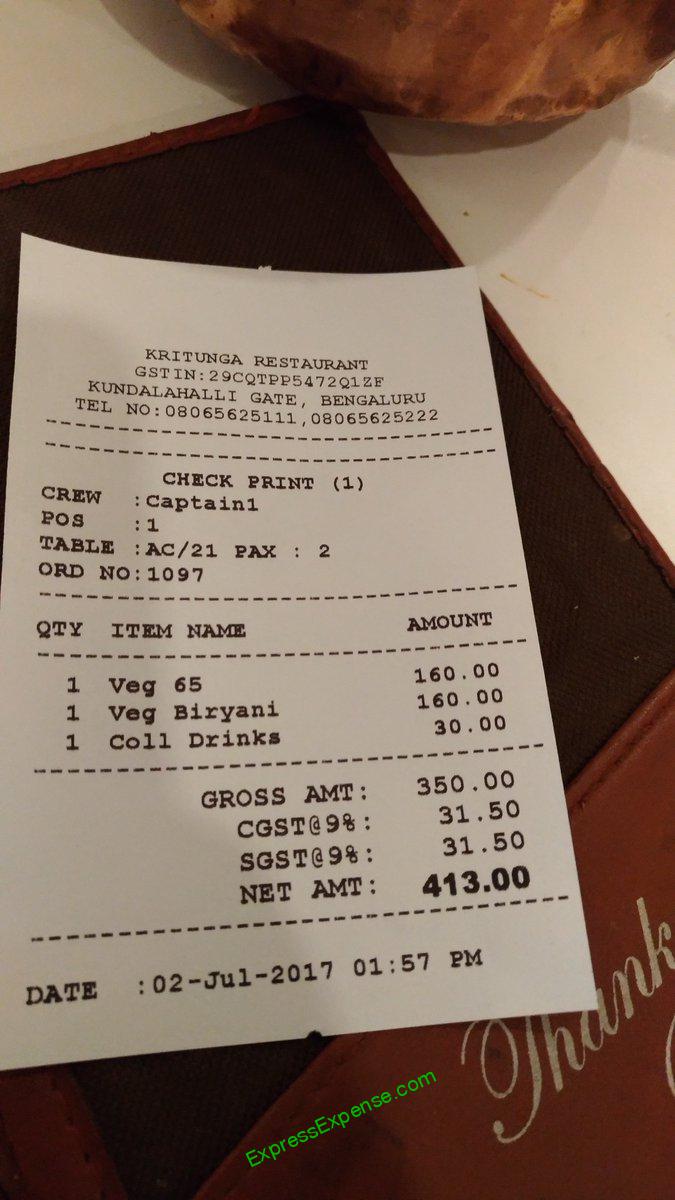 KRITUNGA RESTAURANT
GSTIN:29CQTPP5472Q1ZF
KUNDALAHALLI GATE, BENGALURU
TEL NO:08065625111,08065625222
CHECK PRINT (1)
CREW :Captain1
POS :1
TABLE :AC/21 PAX : 2
ORD NO:1097
QTY ITEM NAME AMOUNT
1 Veg 65 160.00
1 Veg Biryani 160.00
1 Coll Drinks 30.00
GROSS AMT: 350.00
CGST@9%: 31.50
SGST@9%: 31.50
NET AMT: 413.00
DATE :02-Jul-2017 01:57 PM
Thank
ExpressExpense.com